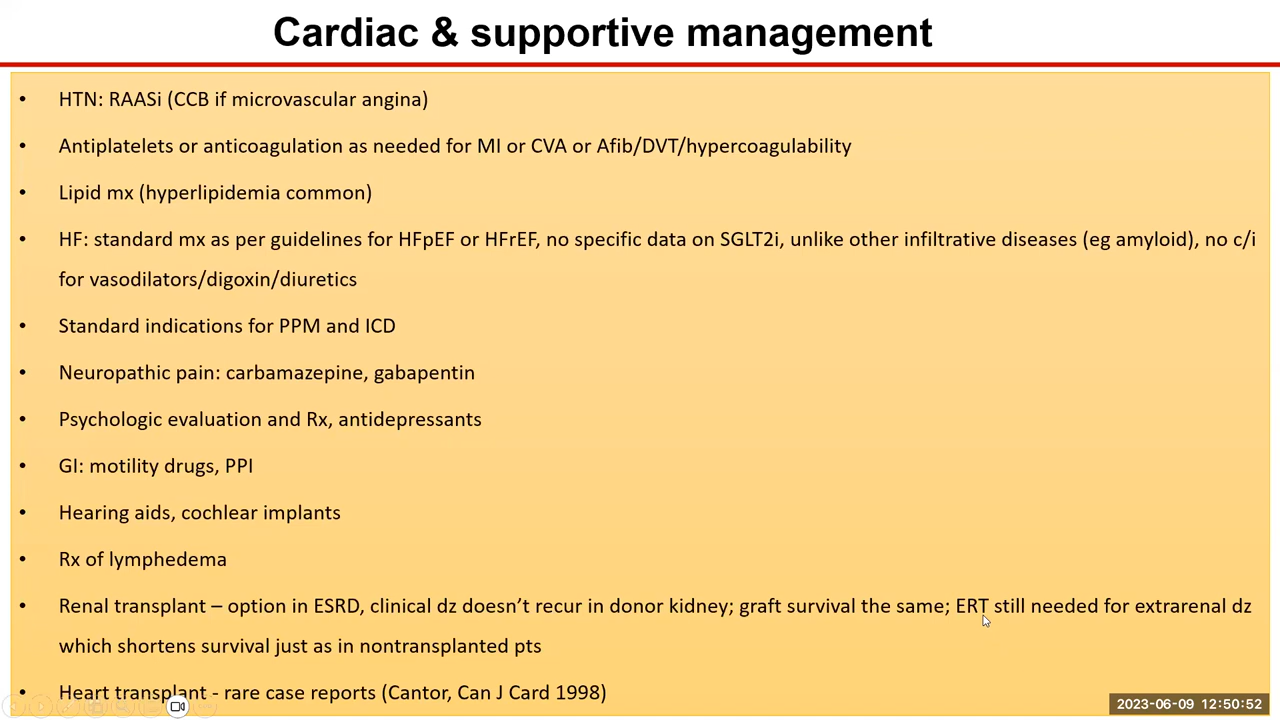 Cardiac & supportive management
• HTN: RAASi (CCB if microvascular angina)
• Antiplatelets or anticoagulation as needed for MI or CVA or Afib/DVT/hypercoagulability
• Lipid mx (hyperlipidemia common)
• HF: standard mx as per guidelines for HFpEF or HFrEF, no specific data on SGLT2i, unlike other infiltrative diseases (eg amyloid), no c/i
for vasodilators/digoxin/diuretics
• Standard indications for PPM and ICD
• Neuropathic pain: carbamazepine, gabapentin
• Psychologic evaluation and Rx, antidepressants
• GI: motility drugs, PPI
• Hearing aids, cochlear implants
• Rx of lymphedema
• Renal transplant – option in ESRD, clinical dz doesn’t recur in donor kidney; graft survival the same; ERT still needed for extrarenal dz
which shortens survival just as in nontransplanted pts
• Heart transplant - rare case reports (Cantor, Can J Card 1998)
2023-06-09 12:50:52